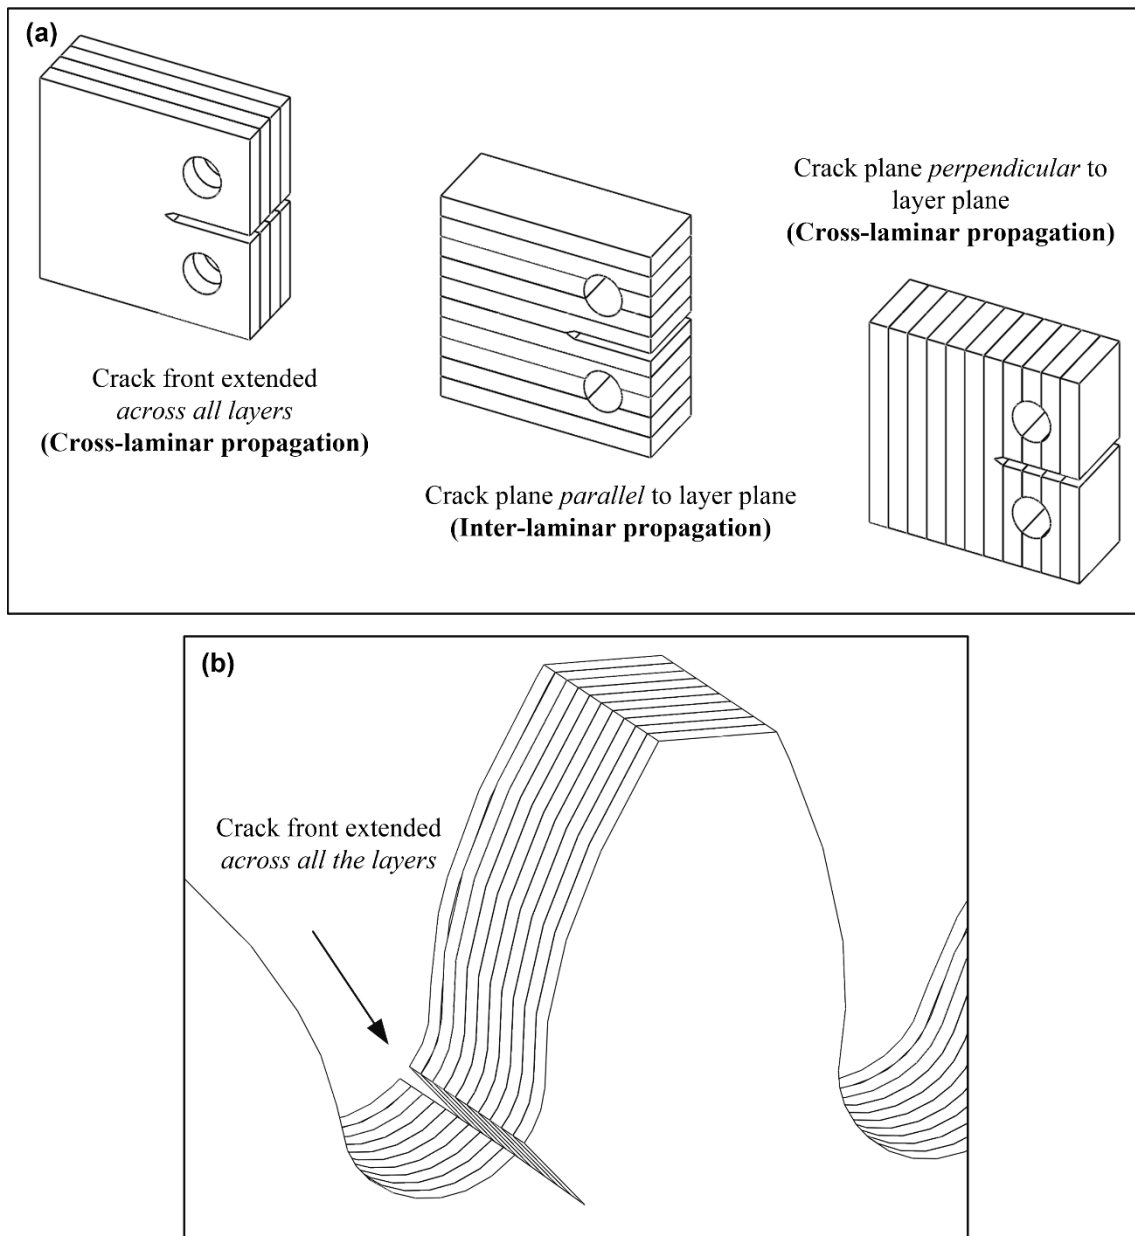 (a)
Crack front extended
across all layers
(Cross-laminar propagation)
Crack plane parallel to layer plane
(Inter-laminar propagation)
Crack plane perpendicular to
layer plane
(Cross-laminar propagation)
(b)
Crack front extended
across all the layers